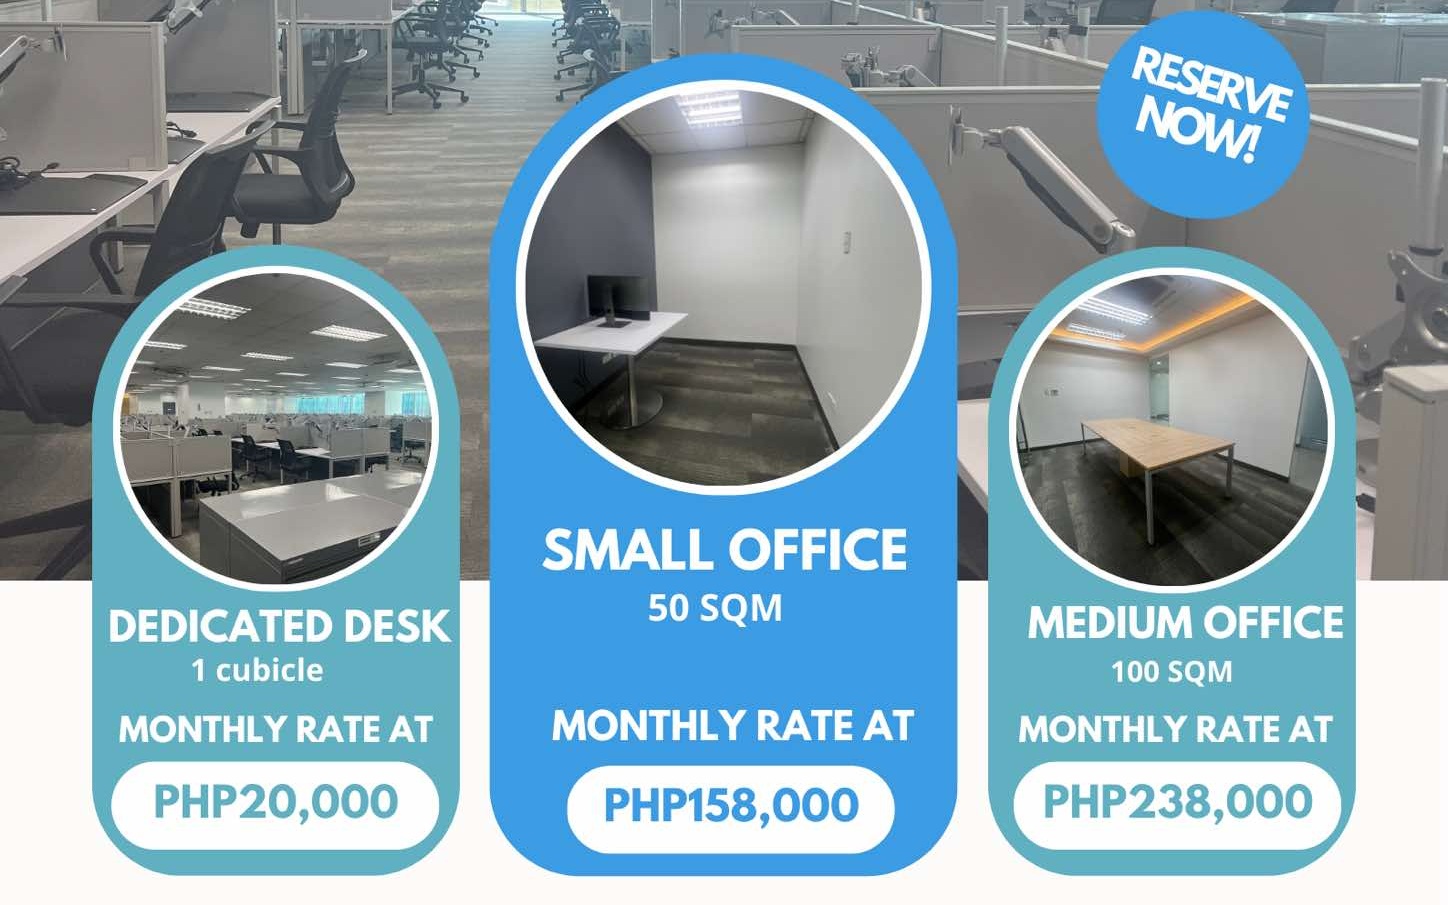 RESERVE
NOW!
DEDICATED DESK
1 cubicle
MONTHLY RATE AT
PHP20,000
SMALL OFFICE
50 SQM
MONTHLY RATE AT
PHP158,000
MEDIUM OFFICE
100 SQM
MONTHLY RATE AT
PHP238,000